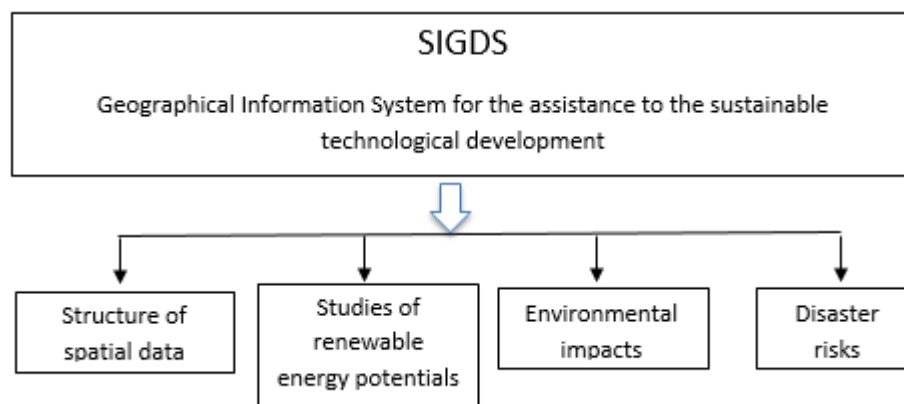 SIGDS
Geographical Information System for the assistance to the sustainable
technological development
Structure of
spatial data
Studies of
renewable
energy potentials
Environmental
impacts
Disaster
risks